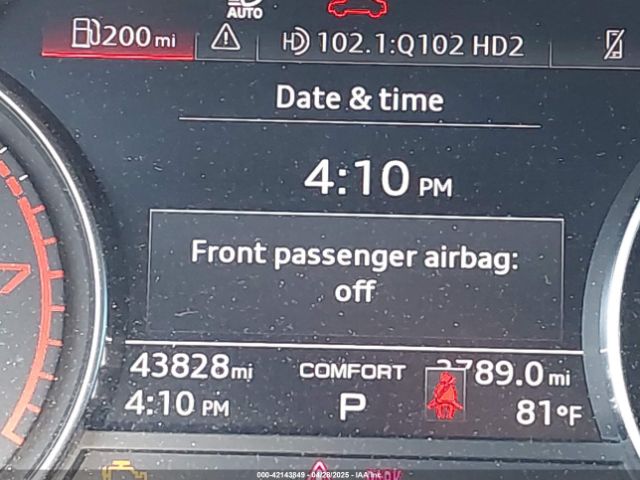 AUTO
200 mi
HD 102.1:Q102 HD2
Date & time
4:10 PM
Front passenger airbag:
off
43828 mi COMFORT 789.0 mi
4:10 PM P 81°F
000-42143849 - 04/28/2025 - IAA Inc.